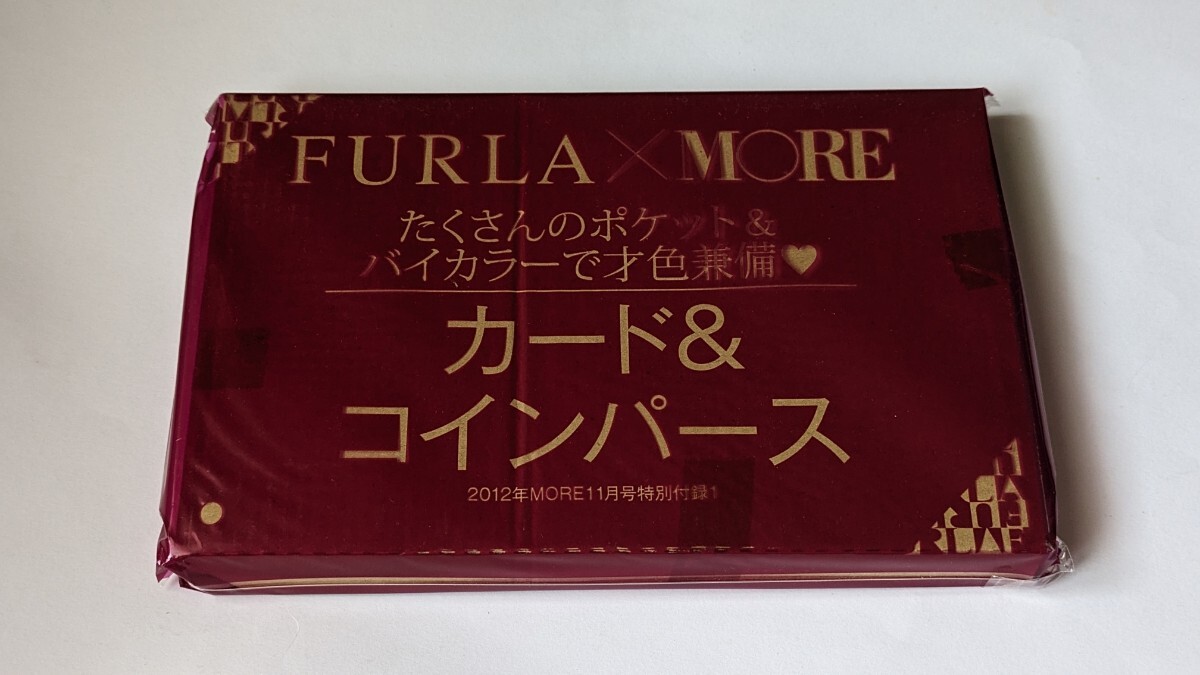 FURLA×MORE
たくさんのポケット&
バイカラーで才色兼備♥
カード&
コインパース
2012年MORE11月号特別付録1